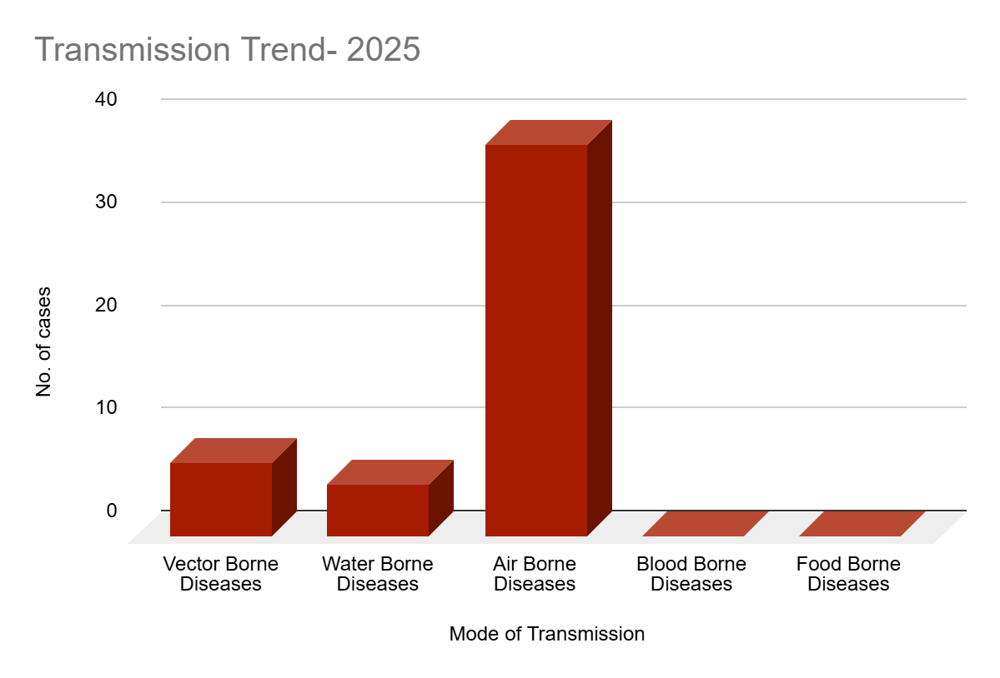 Transmission Trend- 2025
40
30
20
10
0
No. of cases
Vector Borne
Diseases
Water Borne
Diseases
Air Borne
Diseases
Blood Borne
Diseases
Food Borne
Diseases
Mode of Transmission